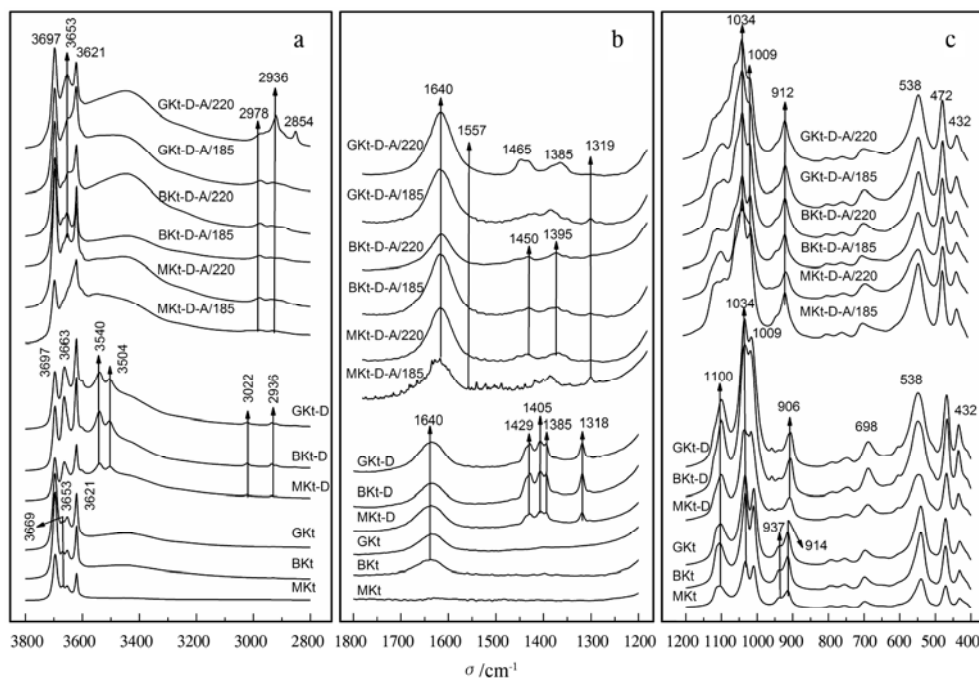 a
3697
3653
3621
2936
2978
2854
GKt-D-A/220
GKt-D-A/185
BKt-D-A/220
BKt-D-A/185
MKt-D-A/220
MKt-D-A/185
3697
3663
3540
3504
3022
2936
GKt-D
BKt-D
MKt-D
3669
3653
3621
GKt
BKt
MKt
3800 3600 3400 3200 3000 2800
b
1640
1557
1465
1385
1319
GKt-D-A/220
GKt-D-A/185
BKt-D-A/220
1450
1395
BKt-D-A/185
MKt-D-A/220
MKt-D-A/185
1640
1429
1405
1385
1318
GKt-D
BKt-D
MKt-D
GKt
BKt
MKt
1800 1700 1600 1500 1400 1300 1200
c
1034
1009
912
538
472
432
GKt-D-A/220
GKt-D-A/185
BKt-D-A/220
BKt-D-A/185
MKt-D-A/220
MKt-D-A/185
1034
1009
1100
906
698
538
432
GKt-D
BKt-D
MKt-D
937
914
GKt
BKt
MKt
1200 1100 1000 900 800 700 600 500 400
σ /cm⁻¹